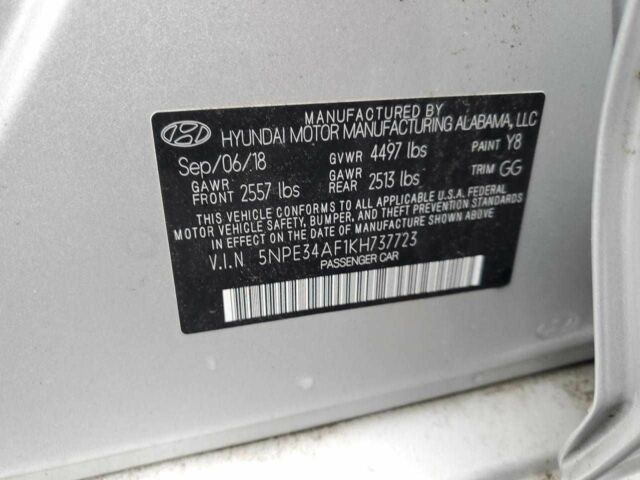 MANUFACTURED BY
HYUNDAI MOTOR MANUFACTURING ALABAMA, LLC
Sep/06/18 GVWR 4497 lbs PAINT Y8
GAWR FRONT 2557 lbs GAWR REAR 2513 lbs TRIM GG
THIS VEHICLE CONFORMS TO ALL APPLICABLE U.S.A. FEDERAL
MOTOR VEHICLE SAFETY, BUMPER, AND THEFT PREVENTION STANDARDS
IN EFFECT ON THE DATE OF MANUFACTURE SHOWN ABOVE.
V.I.N 5NPE34AF1KH737723
PASSENGER CAR